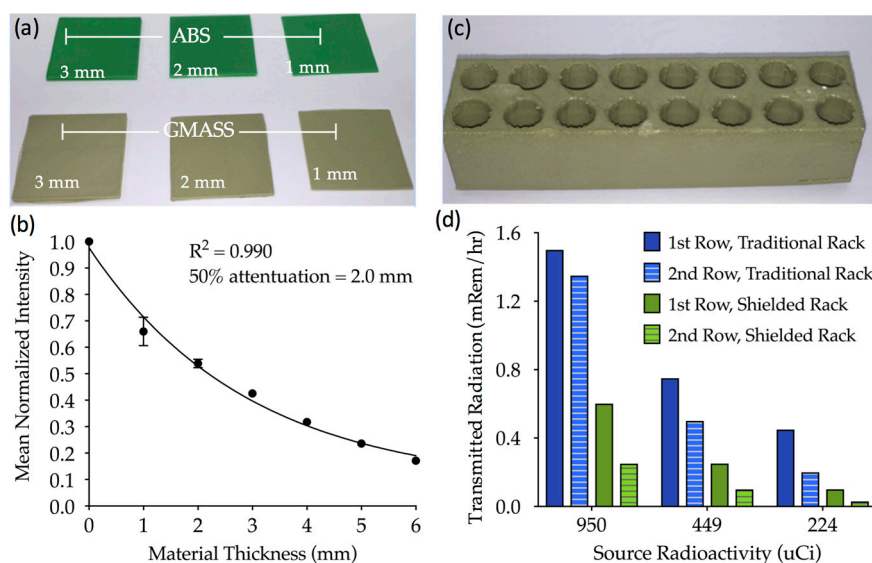 (a)
ABS
3 mm
2 mm
1 mm
GMASS
3 mm
2 mm
1 mm
(c)
(b)
Mean Normalized Intensity
1.0
0.9
0.8
0.7
0.6
0.5
0.4
0.3
0.2
0.1
0.0
R² = 0.990
50% attentuation = 2.0 mm
0 1 2 3 4 5 6
Material Thickness (mm)
(d)
Transmitted Radiation (mRem/hr)
1.6
1.2
0.8
0.4
0.0
1st Row, Traditional Rack
2nd Row, Traditional Rack
1st Row, Shielded Rack
2nd Row, Shielded Rack
950 449 224
Source Radioactivity (uCi)